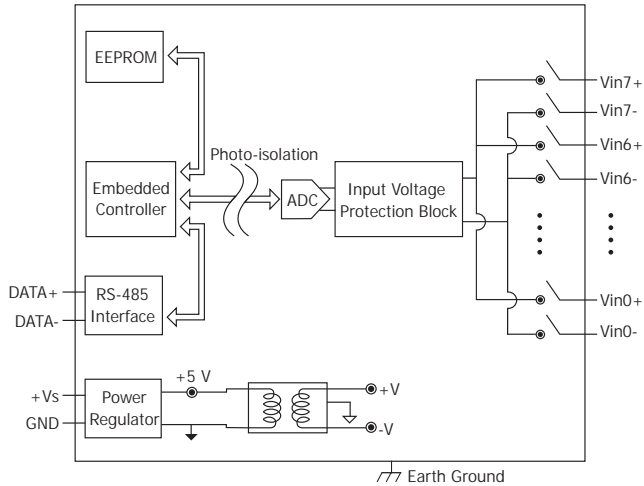 EEPROM
Vin7+
Vin7-
Photo-isolation
Vin6+
Embedded
Controller
ADC
Input Voltage
Protection Block
Vin6-
DATA+
DATA-
RS-485
Interface
Vin0+
Vin0-
+5 V
+Vs
GND
Power
Regulator
+V
-V
Earth Ground